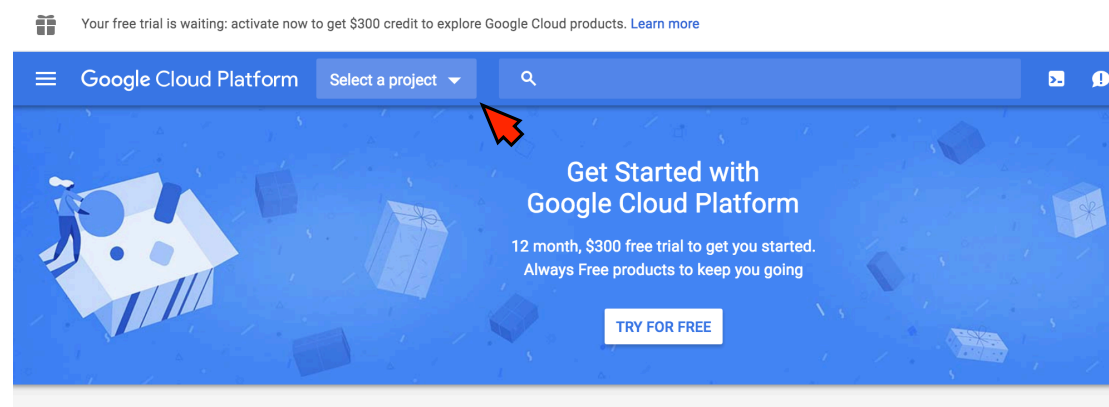 Your free trial is waiting: activate now to get $300 credit to explore Google Cloud products. Learn more
Google Cloud Platform Select a project
Get Started with
Google Cloud Platform
12 month, $300 free trial to get you started.
Always Free products to keep you going
TRY FOR FREE